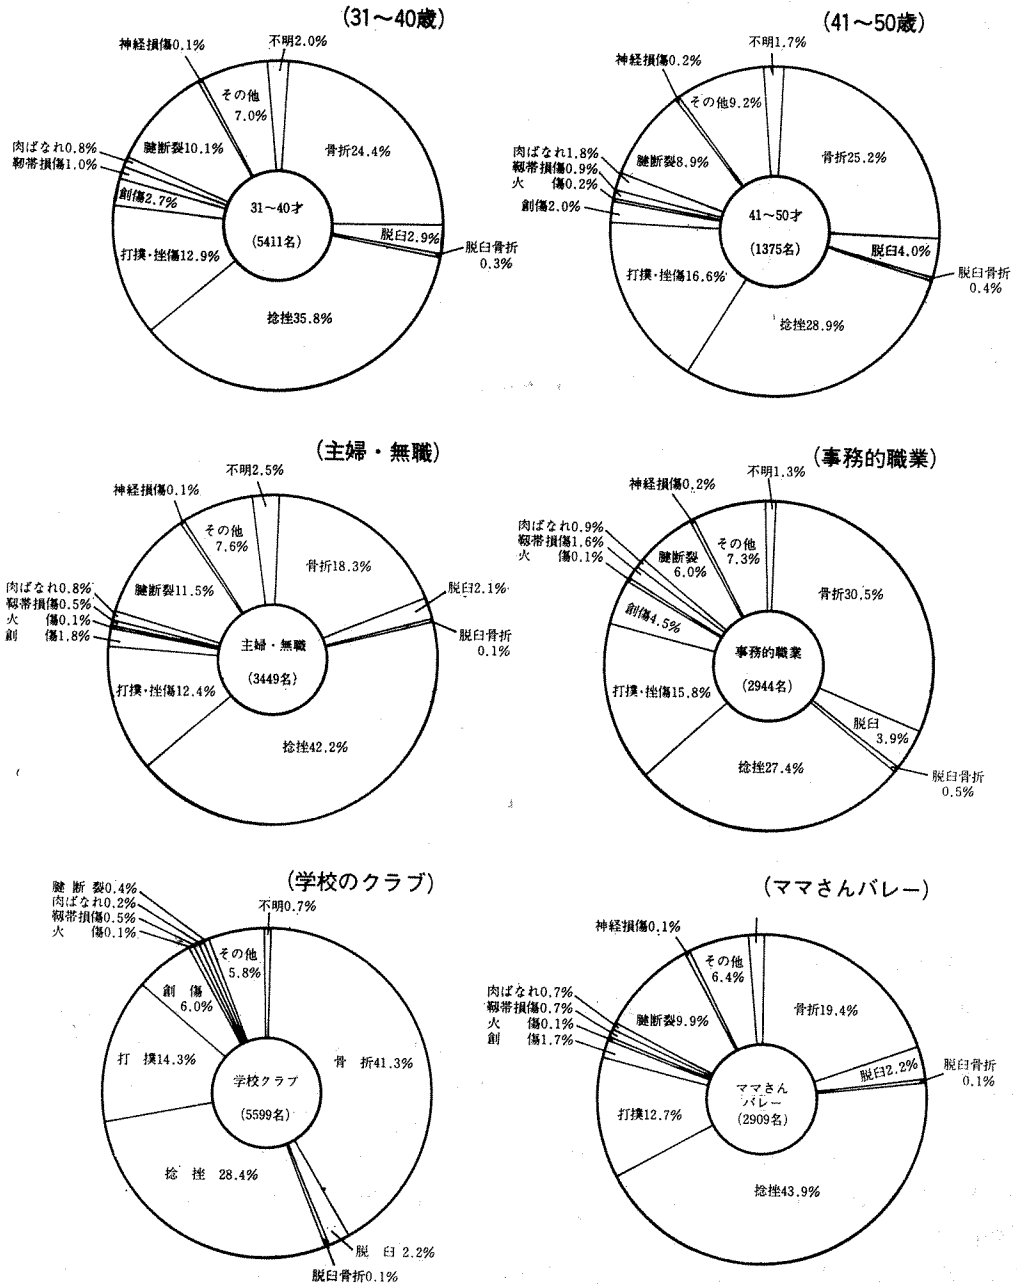 (31〜40歳)
不明2.0%
神経損傷0.1%
その他
7.0%
骨折24.4%
腱断裂10.1%
肉ばなれ0.8%
靭帯損傷1.0%
創傷2.7%
31〜40才
(5411名)
脱臼2.9%
脱臼骨折
0.3%
打撲・挫傷12.9%
捻挫35.8%
(41〜50歳)
不明1.7%
神経損傷0.2%
その他9.2%
骨折25.2%
腱断裂8.9%
肉ばなれ1.8%
靱帯損傷0.9%
火 傷0.2%
創傷2.0%
41〜50才
(1375名)
脱臼4.0%
脱臼骨折
0.4%
打撲・挫傷16.6%
捻挫28.9%
(主婦・無職)
不明2.5%
神経損傷0.1%
その他
7.6%
骨折18.3%
腱断裂11.5%
肉ばなれ0.8%
靱帯損傷0.5%
火 傷0.1%
創 傷1.8%
脱臼2.1%
脱臼骨折
0.1%
主婦・無職
(3449名)
打撲・挫傷12.4%
捻挫42.2%
(事務的職業)
不明1.3%
神経損傷0.2%
その他
7.3%
肉ばなれ0.9%
靱帯損傷1.6%
火 傷0.1%
腱断裂
6.0%
骨折30.5%
創傷4.5%
事務的職業
(2944名)
打撲・挫傷15.8%
脱臼
3.9%
脱臼骨折
0.5%
捻挫27.4%
(学校のクラブ)
腱 断 裂0.4%
肉ばなれ0.2%
靱帯損傷0.5%
火 傷0.1%
不明0.7%
その他
5.8%
創 傷
6.0%
打 撲14.3%
骨 折41.3%
学校クラブ
(5599名)
捻 挫 28.4%
脱 臼 2.2%
脱臼骨折0.1%
(ママさんバレー)
神経損傷0.1%
その他
6.4%
骨折19.4%
肉ばなれ0.7%
靱帯損傷0.7%
火 傷0.1%
創 傷1.7%
腱断裂9.9%
脱臼2.2%
脱臼骨折
0.1%
ママさん
バレー
(2909名)
打撲12.7%
捻挫43.9%